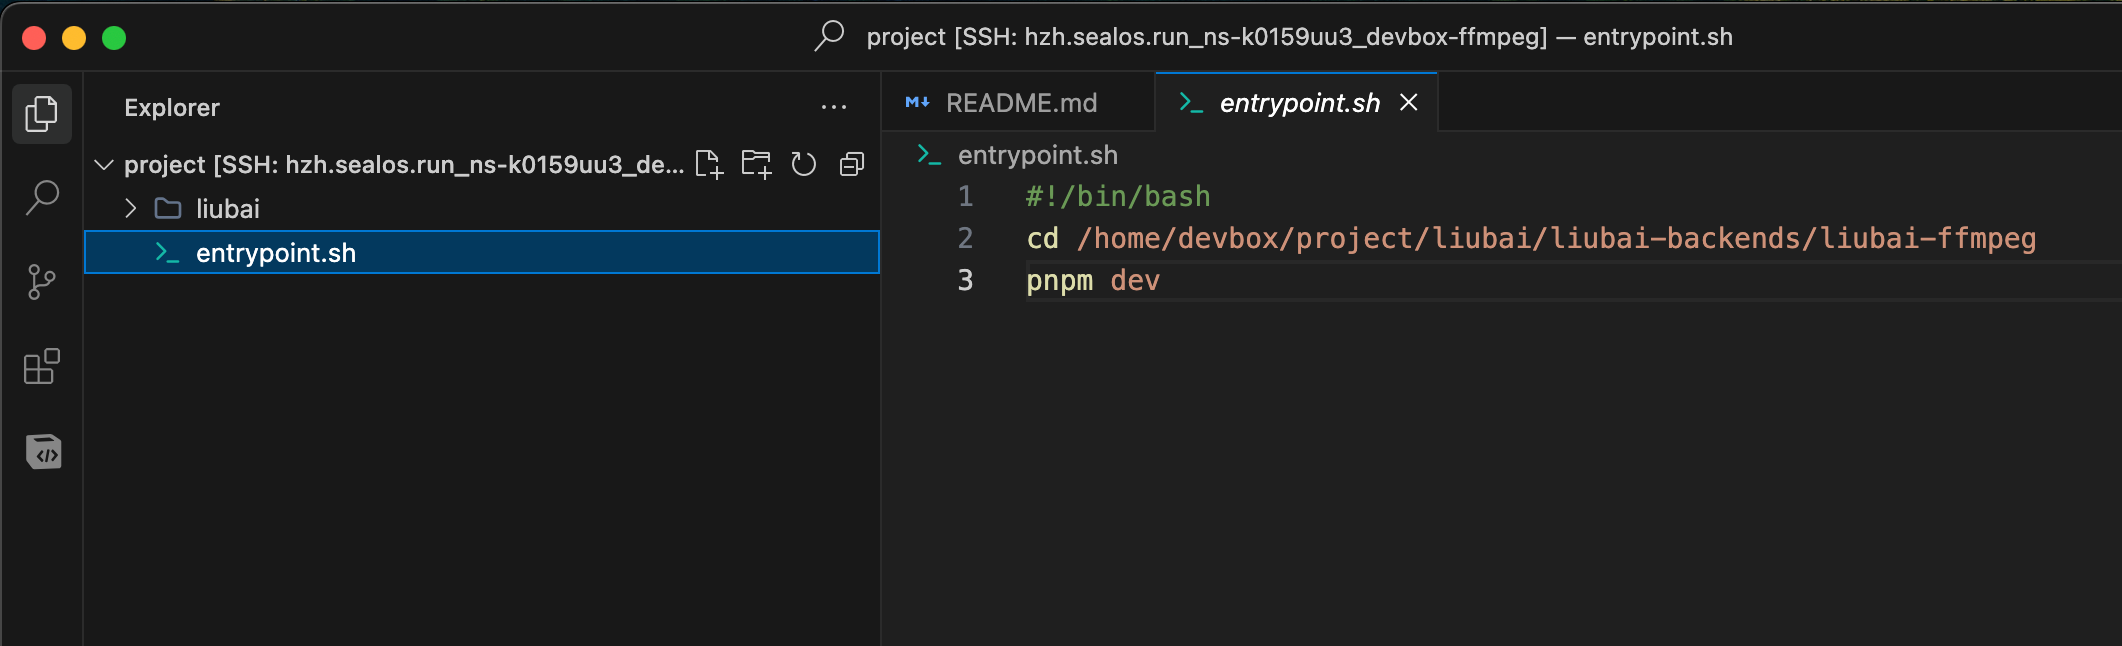 project [SSH: hzh.sealos.run_ns-k0159uu3_devbox-ffmpeg] — entrypoint.sh
Explorer
project [SSH: hzh.sealos.run_ns-k0159uu3_de...
liubai
entrypoint.sh
README.md
entrypoint.sh
entrypoint.sh
1 #!/bin/bash
2 cd /home/devbox/project/liubai/liubai-backends/liubai-ffmpeg
3 pnpm dev